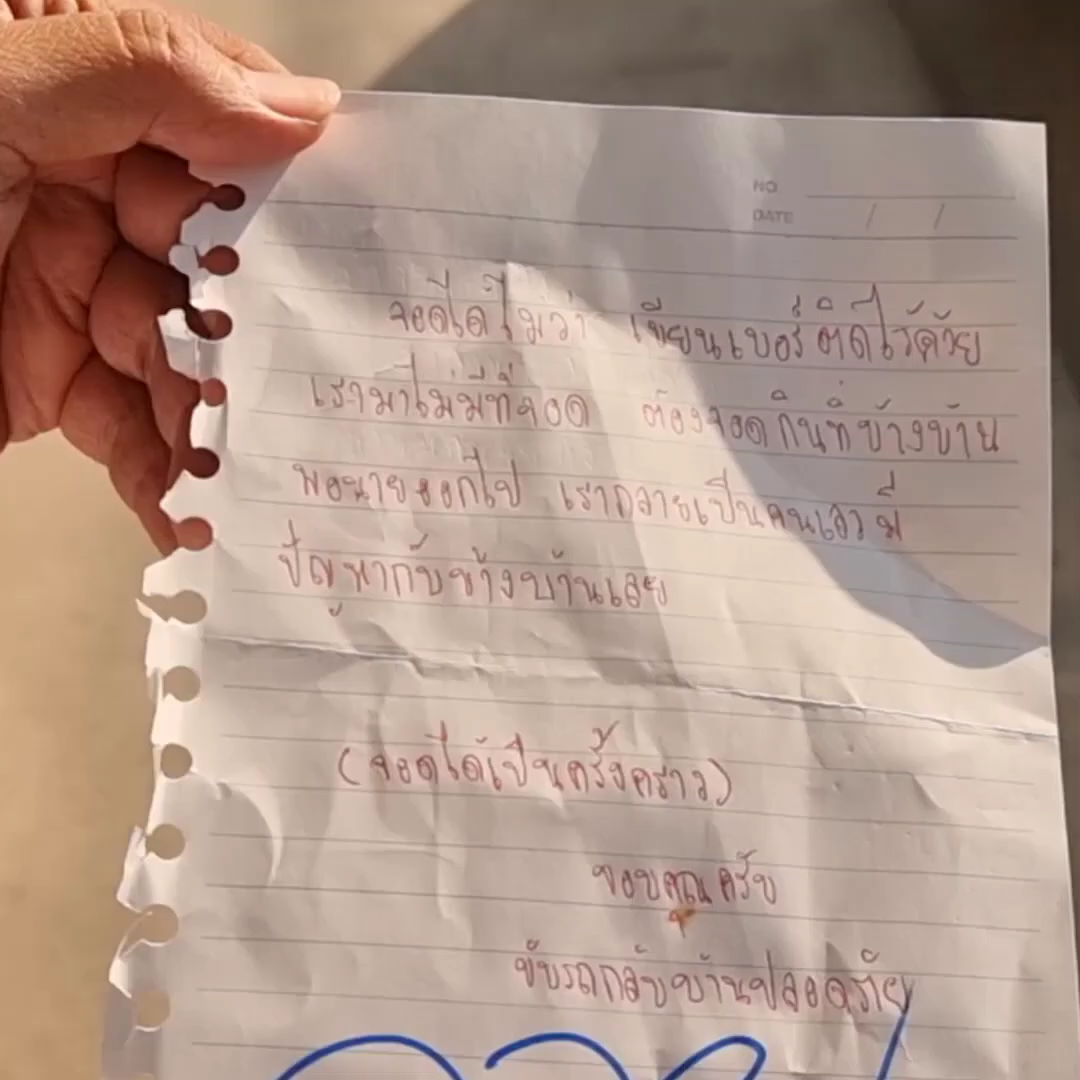 NO
DATE / /
จอดได้ไม่ว่า เขียนเบอร์ติดไว้ด้วย
เรามาไม่มีที่จอด ต้องจอดกินที่ข้างบ้าน
พอนายออกไป เรากลายเป็นคนเลว มี
ปัญหากับข้างบ้านเลย
(จอดได้เป็นครั้งคราว)
ขอบคุณครับ
ขับรถกลับบ้านปลอดภัย